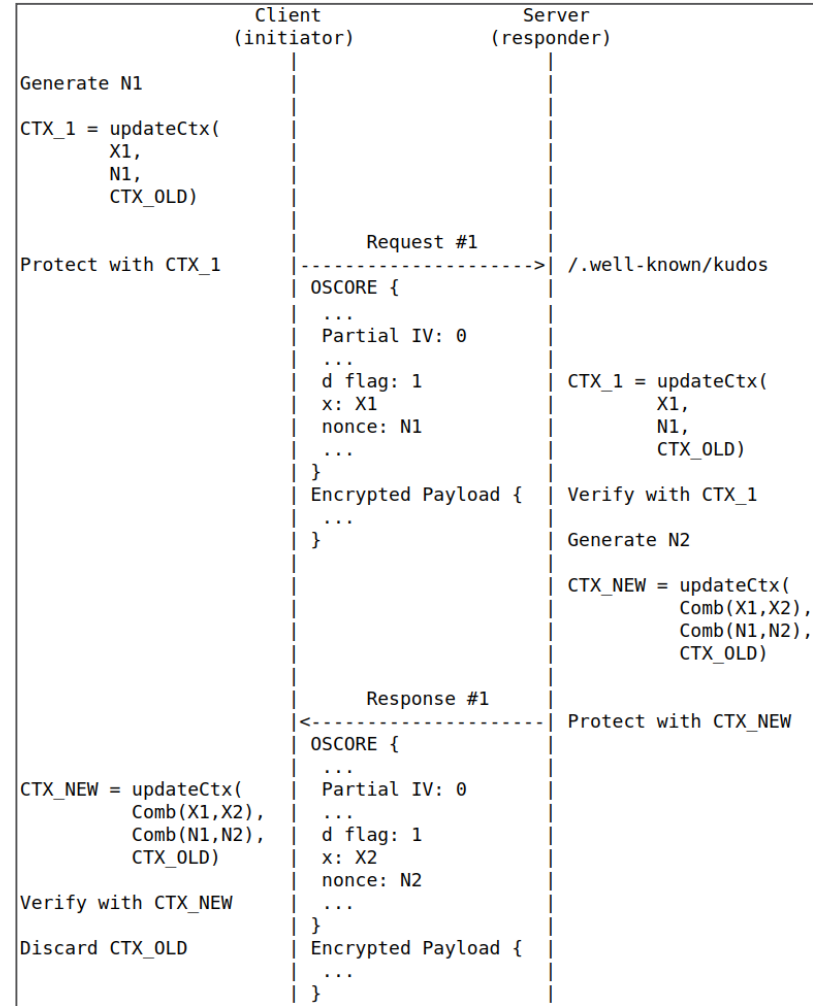 Client                  Server
                   (initiator)            (responder)
                         |                      |
Generate N1              |                      |
                         |                      |
CTX_1 = updateCtx(       |                      |
        X1,              |                      |
        N1,              |                      |
        CTX_OLD)         |                      |
                         |                      |
                         |      Request #1      |
Protect with CTX_1       |--------------------->| /.well-known/kudos
                         | OSCORE {             |
                         |  ...                 |
                         |  Partial IV: 0       |
                         |  ...                 |
                         |  d flag: 1           | CTX_1 = updateCtx(
                         |  x: X1               |         X1,
                         |  nonce: N1           |         N1,
                         |  ...                 |         CTX_OLD)
                         | }                    |
                         | Encrypted Payload {  | Verify with CTX_1
                         |  ...                 |
                         | }                    | Generate N2
                         |                      |
                         |                      | CTX_NEW = updateCtx(
                         |                      |           Comb(X1,X2),
                         |                      |           Comb(N1,N2),
                         |                      |           CTX_OLD)
                         |                      |
                         |      Response #1     |
                         |<---------------------| Protect with CTX_NEW
                         | OSCORE {             |
                         |  ...                 |
CTX_NEW = updateCtx(     |  Partial IV: 0       |
          Comb(X1,X2),   |  ...                 |
          Comb(N1,N2),   |  d flag: 1           |
          CTX_OLD)       |  x: X2               |
                         |  nonce: N2           |
Verify with CTX_NEW      |  ...                 |
                         | }                    |
Discard CTX_OLD          | Encrypted Payload {  |
                         |  ...                 |
                         | }                    |